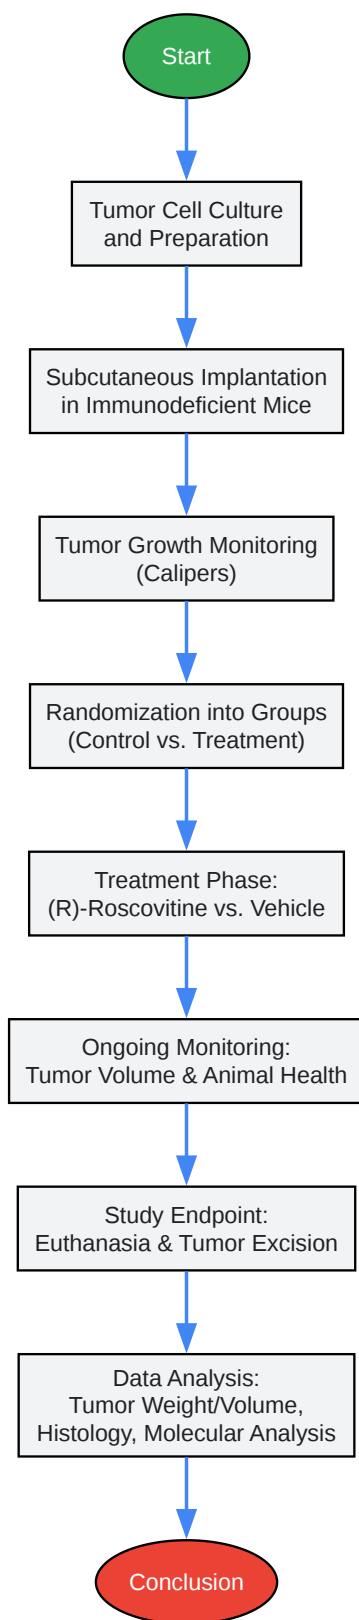 Start
Tumor Cell Culture
and Preparation
Subcutaneous Implantation
in Immunodeficient Mice
Tumor Growth Monitoring
(Calipers)
Randomization into Groups
(Control vs. Treatment)
Treatment Phase:
(R)-Roscovitine vs. Vehicle
Ongoing Monitoring:
Tumor Volume & Animal Health
Study Endpoint:
Euthanasia & Tumor Excision
Data Analysis:
Tumor Weight/Volume,
Histology, Molecular Analysis
Conclusion